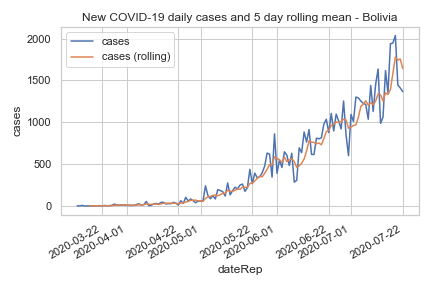 New COVID-19 daily cases and 5 day rolling mean - Bolivia
cases
cases (rolling)
2000
1500
1000
500
0
cases
2020-03-22
2020-04-01
2020-04-22
2020-05-01
2020-05-22
2020-06-01
2020-06-22
2020-07-01
2020-07-22
dateRep